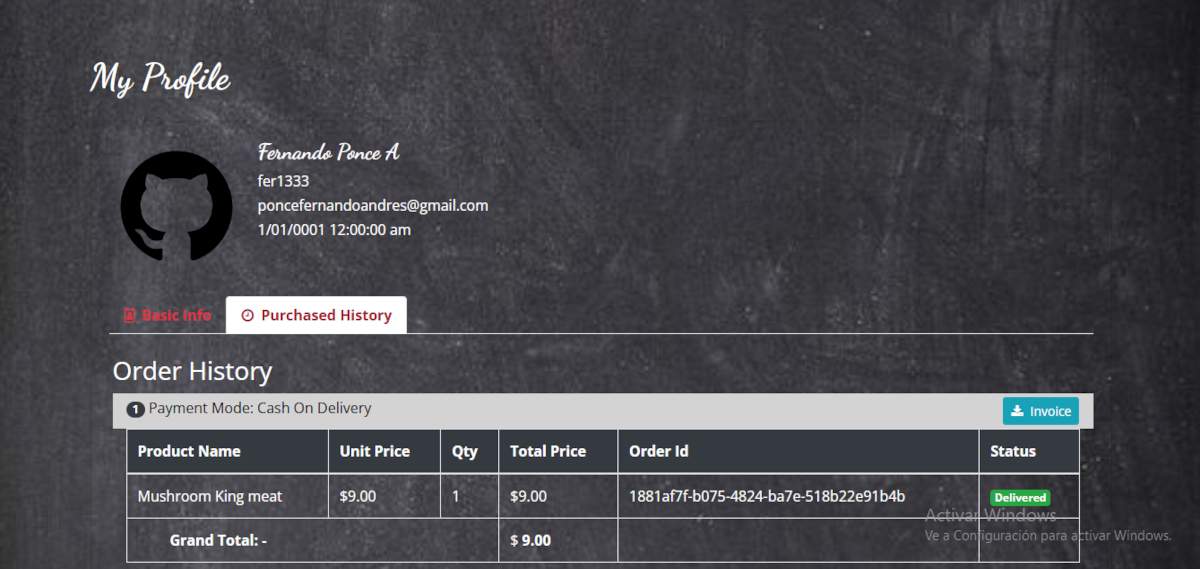 My Profile
Fernando Ponce A
fer1333
poncefernandoandres@gmail.com
1/01/0001 12:00:00 am
Basic Info
Purchased History
Order History
1 Payment Mode: Cash On Delivery
Invoice
Product Name Unit Price Qty Total Price Order Id Status
Mushroom King meat $9.00 1 $9.00 1881af7f-b075-4824-ba7e-518b22e91b4b Delivered
Activar Windows
Ve a Configuración para activar Windows.
Grand Total: - $ 9.00